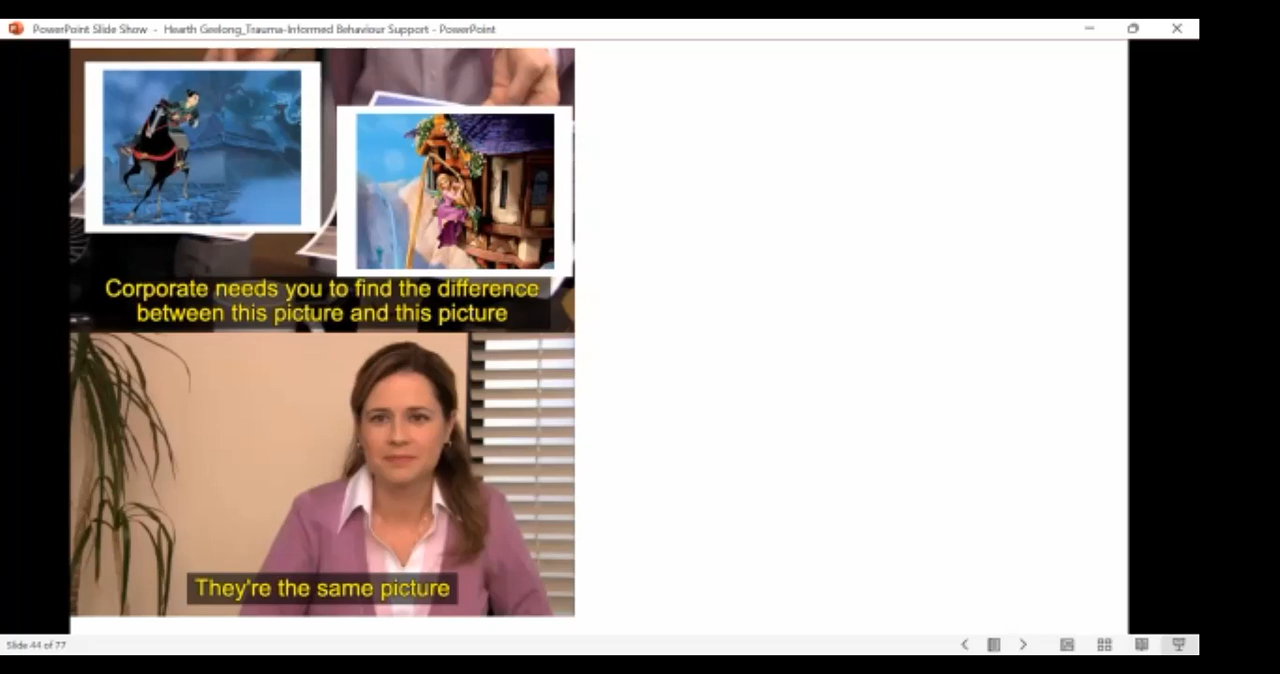 PowerPoint Slide Show - Hearth Geelong_Trauma-Informed Behaviour Support - PowerPoint
Corporate needs you to find the difference
between this picture and this picture
They're the same picture
Slide 44 of 77